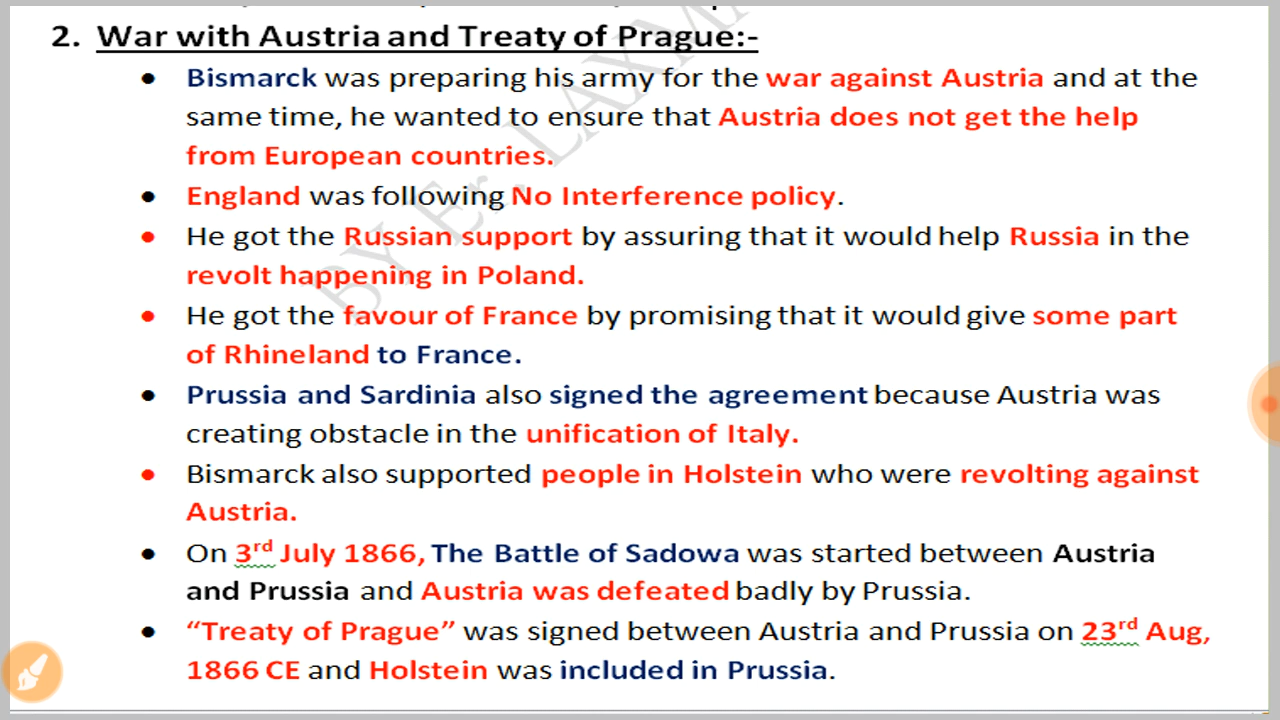 2. War with Austria and Treaty of Prague:-
• Bismarck was preparing his army for the war against Austria and at the
same time, he wanted to ensure that Austria does not get the help
from European countries.
• England was following No Interference policy.
• He got the Russian support by assuring that it would help Russia in the
revolt happening in Poland.
• He got the favour of France by promising that it would give some part
of Rhineland to France.
• Prussia and Sardinia also signed the agreement because Austria was
creating obstacle in the unification of Italy.
• Bismarck also supported people in Holstein who were revolting against
Austria.
• On 3rd July 1866, The Battle of Sadowa was started between Austria
and Prussia and Austria was defeated badly by Prussia.
• “Treaty of Prague” was signed between Austria and Prussia on 23rd Aug,
1866 CE and Holstein was included in Prussia.
BY Er. LAXM